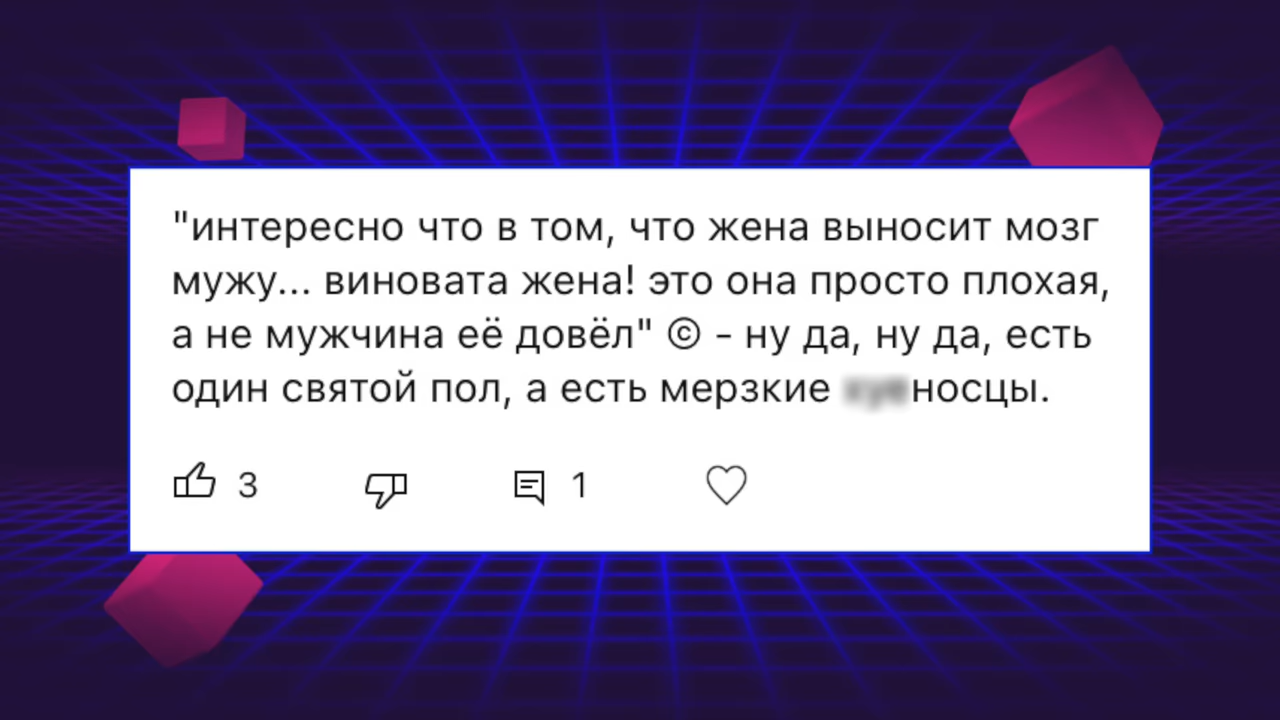 "интересно что в том, что жена выносит мозг
мужу... виновата жена! это она просто плохая,
а не мужчина её довёл" © - ну да, ну да, есть
один святой пол, а есть мерзкие носцы.
3 1